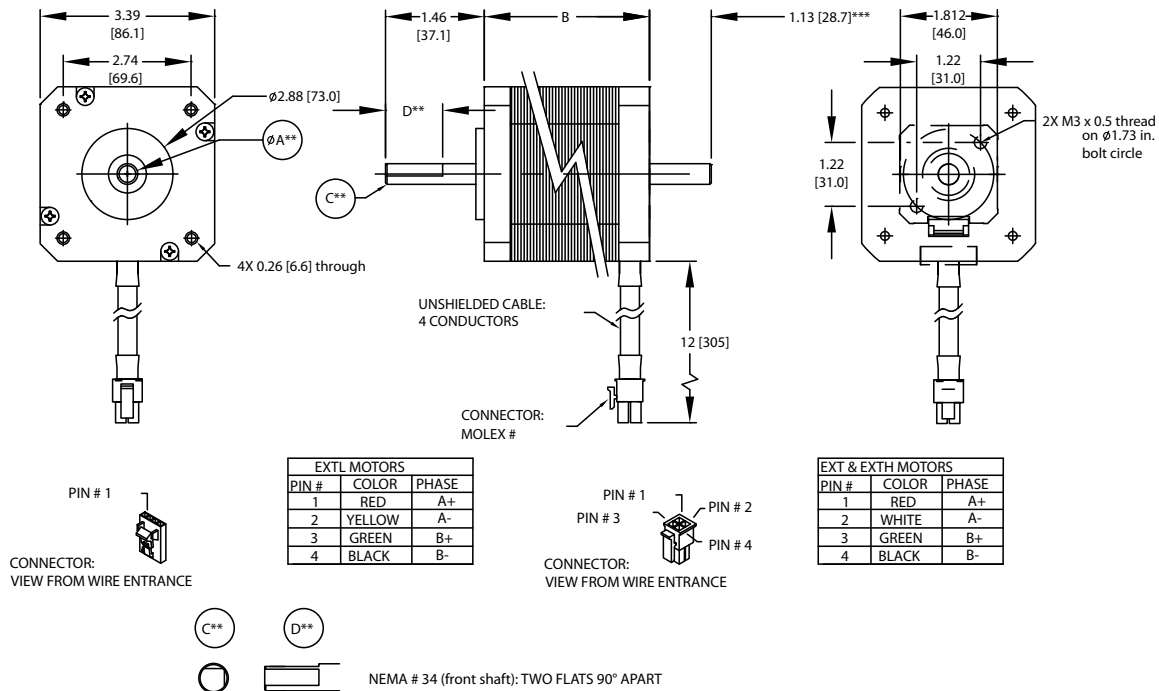 3.39
[86.1]
2.74
[69.6]
ø2.88 [73.0]
øA**
4X 0.26 [6.6] through
1.46
[37.1]
B
1.13 [28.7]***
D**
C**
UNSHIELDED CABLE:
4 CONDUCTORS
12 [305]
CONNECTOR:
MOLEX #
1.812
[46.0]
1.22
[31.0]
2X M3 x 0.5 thread
on ø1.73 in.
bolt circle
1.22
[31.0]
PIN # 1
CONNECTOR:
VIEW FROM WIRE ENTRANCE
EXTL MOTORS
PIN # COLOR PHASE
1 RED A+
2 YELLOW A-
3 GREEN B+
4 BLACK B-
PIN # 1
PIN # 2
PIN # 3
PIN # 4
CONNECTOR:
VIEW FROM WIRE ENTRANCE
EXT & EXTH MOTORS
PIN # COLOR PHASE
1 RED A+
2 WHITE A-
3 GREEN B+
4 BLACK B-
C** D**
NEMA # 34 (front shaft): TWO FLATS 90° APART